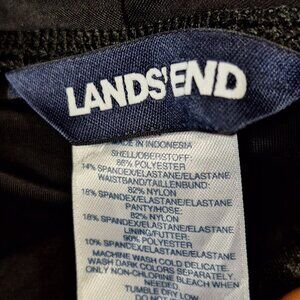 LANDS'END
MADE IN INDONESIA
SHELL/OBERSTOFF:
86% POLYESTER
14% SPANDEX/ELASTANE/ELASTANE
WAISTBAND/TAILLENBUND:
82% NYLON
18% SPANDEX/ELASTANE/ELASTANE
PANTY/HOSE:
82% NYLON
18% SPANDEX/ELASTANE/ELASTANE
LINING/FUTTER:
90% POLYESTER
10% SPANDEX/ELASTANE/ELASTANE
MACHINE WASH COLD DELICATE
WASH DARK COLORS SEPARATELY.
ONLY NON-CHLORINE BLEACH WHEN
NEEDED
TUMBLE DRY LOW
DO NOT